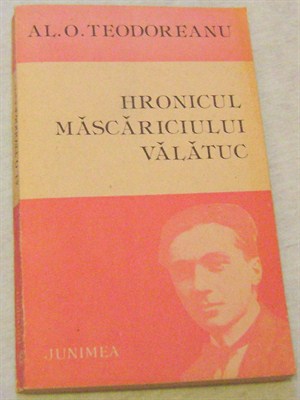 AL. O. TEODOREANU
HRONICUL
MĂSCĂRICIULUI
VĂLĂTUC
JUNIMEA